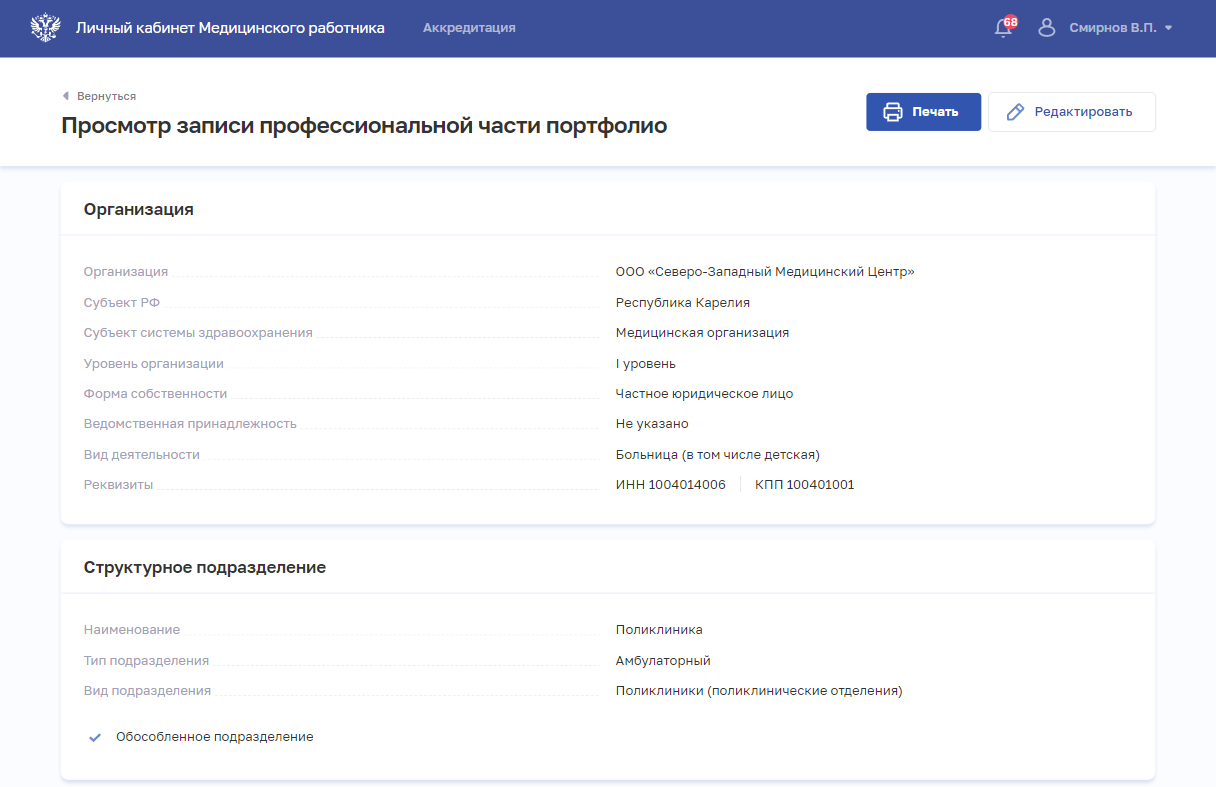 Личный кабинет Медицинского работника Аккредитация 68 Смирнов В.П.
Вернуться
Просмотр записи профессиональной части портфолио
Печать Редактировать
Организация
Организация ООО «Северо-Западный Медицинский Центр»
Субъект РФ Республика Карелия
Субъект системы здравоохранения Медицинская организация
Уровень организации I уровень
Форма собственности Частное юридическое лицо
Ведомственная принадлежность Не указано
Вид деятельности Больница (в том числе детская)
Реквизиты ИНН 1004014006 КПП 100401001
Структурное подразделение
Наименование Поликлиника
Тип подразделения Амбулаторный
Вид подразделения Поликлиники (поликлинические отделения)
Обособленное подразделение